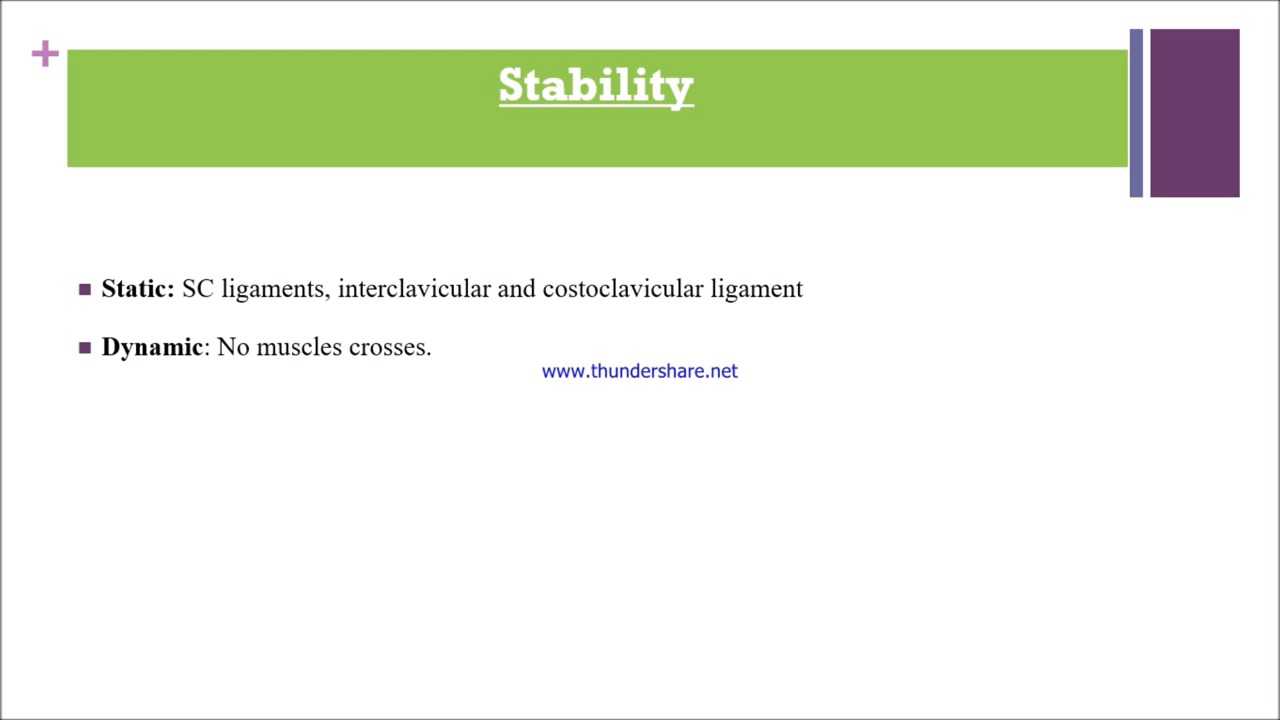 +
Stability
Static: SC ligaments, interclavicular and costoclavicular ligament
Dynamic: No muscles crosses.
www.thundershare.net